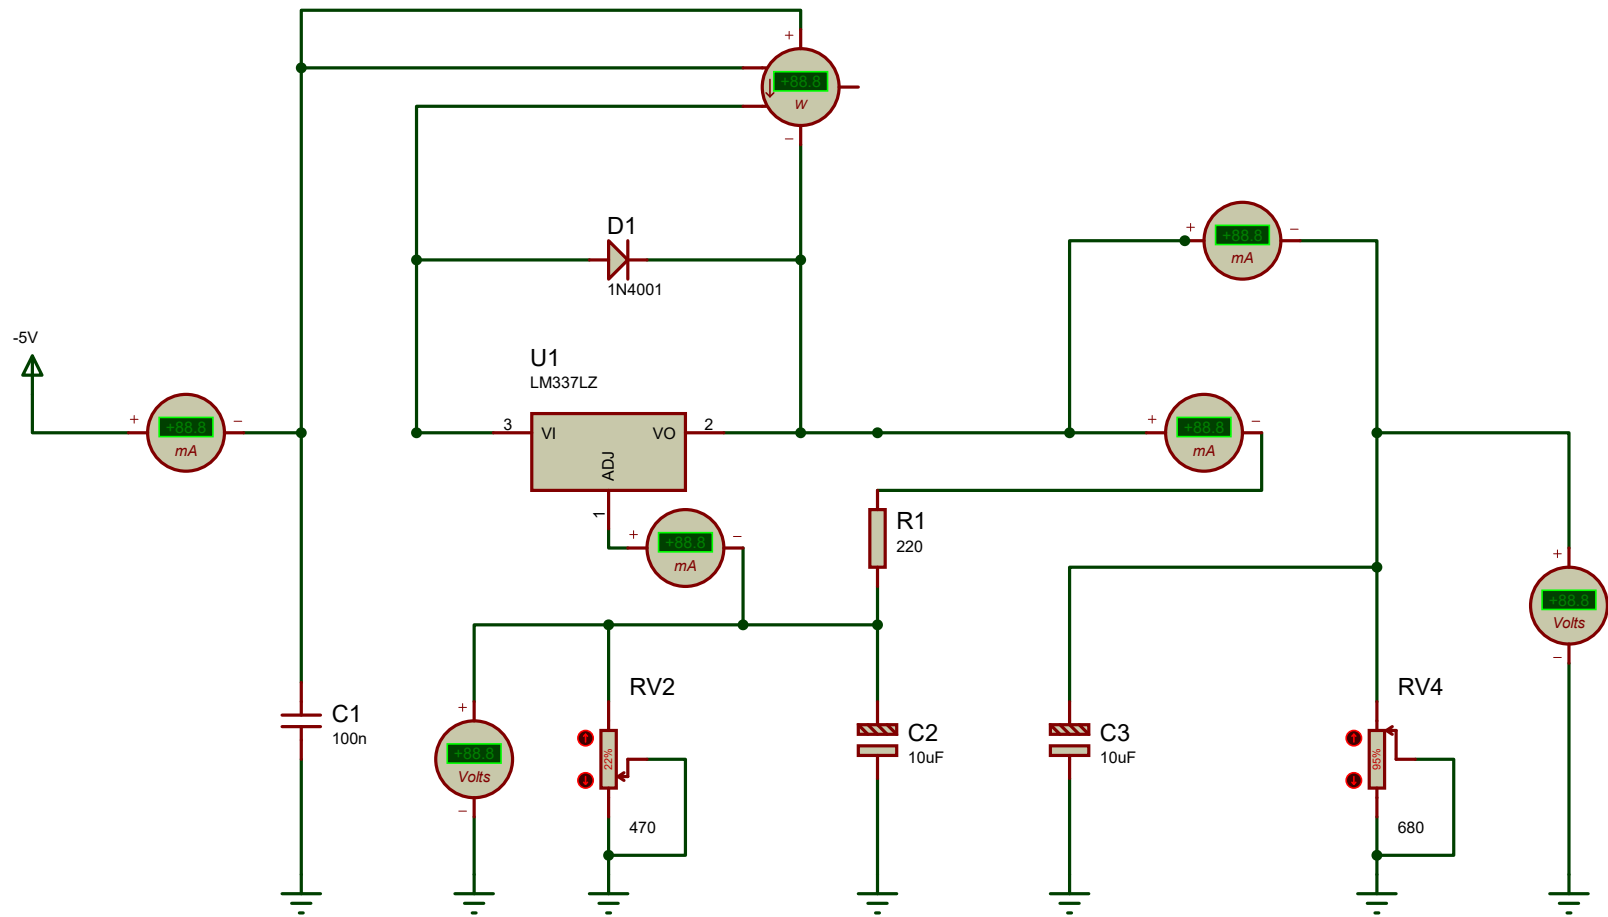 +
+88.8
W
−
D1
1N4001
+
+88.8
mA
−
-5V
U1
LM337LZ
+
+88.8
mA
−
3
VI
VO
2
ADJ
1
+
+88.8
mA
−
+
+88.8
mA
−
R1
220
+
+88.8
Volts
−
C1
100n
+
+88.8
Volts
−
RV2
22%
470
C2
10uF
C3
10uF
RV4
95%
680